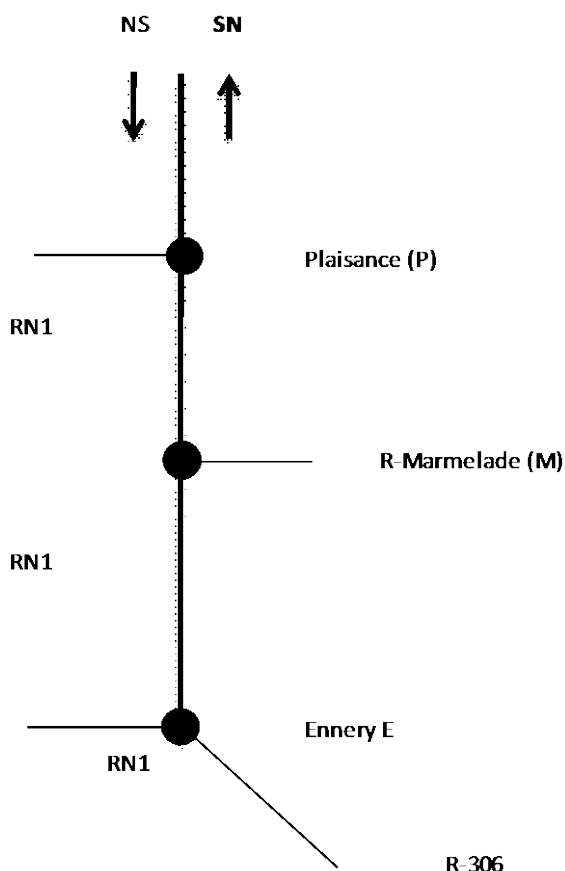 NS SN
Plaisance (P)
RN1
R-Marmelade (M)
RN1
Ennery E
RN1
R-306